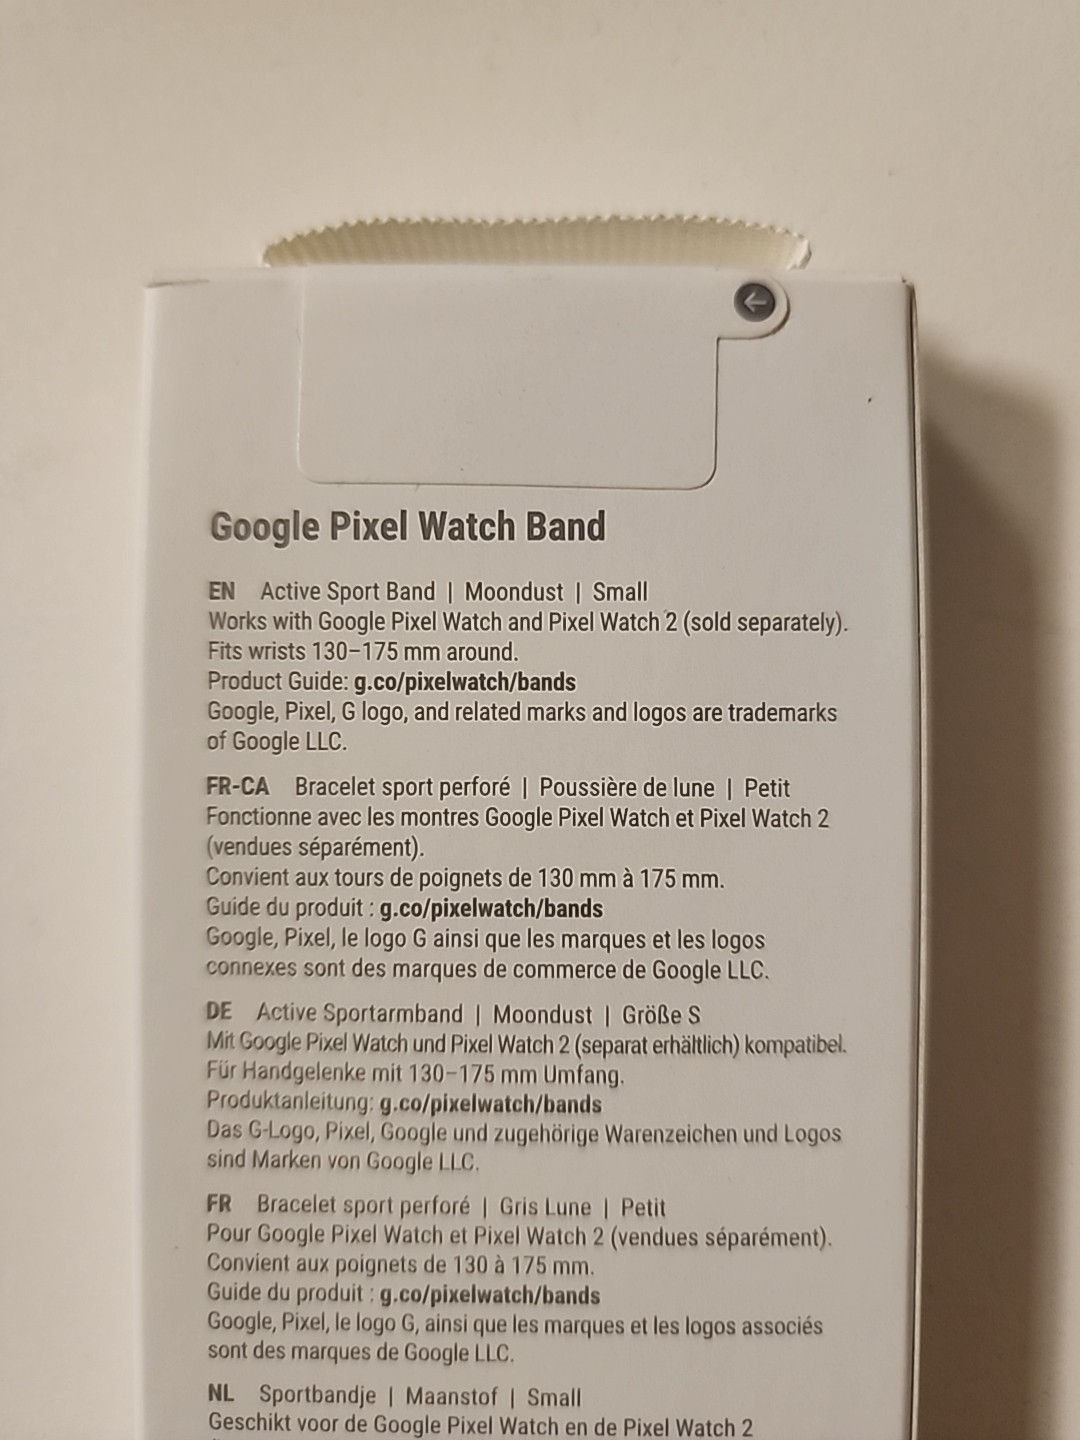 Google Pixel Watch Band
EN Active Sport Band | Moondust | Small
Works with Google Pixel Watch and Pixel Watch 2 (sold separately).
Fits wrists 130–175 mm around.
Product Guide: g.co/pixelwatch/bands
Google, Pixel, G logo, and related marks and logos are trademarks
of Google LLC.
FR-CA Bracelet sport perforé | Poussière de lune | Petit
Fonctionne avec les montres Google Pixel Watch et Pixel Watch 2
(vendues séparément).
Convient aux tours de poignets de 130 mm à 175 mm.
Guide du produit : g.co/pixelwatch/bands
Google, Pixel, le logo G ainsi que les marques et les logos
connexes sont des marques de commerce de Google LLC.
DE Active Sportarmband | Moondust | Größe S
Mit Google Pixel Watch und Pixel Watch 2 (separat erhältlich) kompatibel.
Für Handgelenke mit 130–175 mm Umfang.
Produktanleitung: g.co/pixelwatch/bands
Das G-Logo, Pixel, Google und zugehörige Warenzeichen und Logos
sind Marken von Google LLC.
FR Bracelet sport perforé | Gris Lune | Petit
Pour Google Pixel Watch et Pixel Watch 2 (vendues séparément).
Convient aux poignets de 130 à 175 mm.
Guide du produit : g.co/pixelwatch/bands
Google, Pixel, le logo G, ainsi que les marques et les logos associés
sont des marques de Google LLC.
NL Sportbandje | Maanstof | Small
Geschikt voor de Google Pixel Watch en de Pixel Watch 2